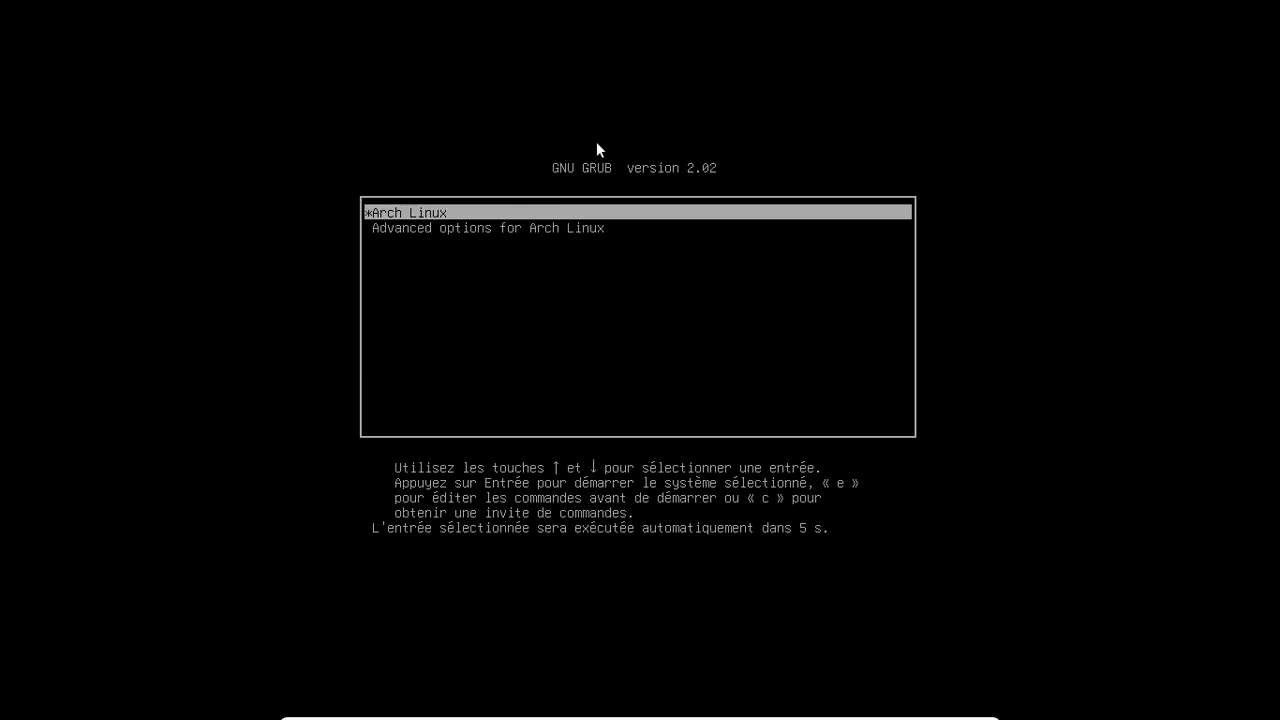 GNU GRUB  version 2.02
*Arch Linux
Advanced options for Arch Linux
Utilisez les touches ↑ et ↓ pour sélectionner une entrée.
Appuyez sur Entrée pour démarrer le système sélectionné, « e »
pour éditer les commandes avant de démarrer ou « c » pour
obtenir une invite de commandes.
L'entrée sélectionnée sera exécutée automatiquement dans 5 s.